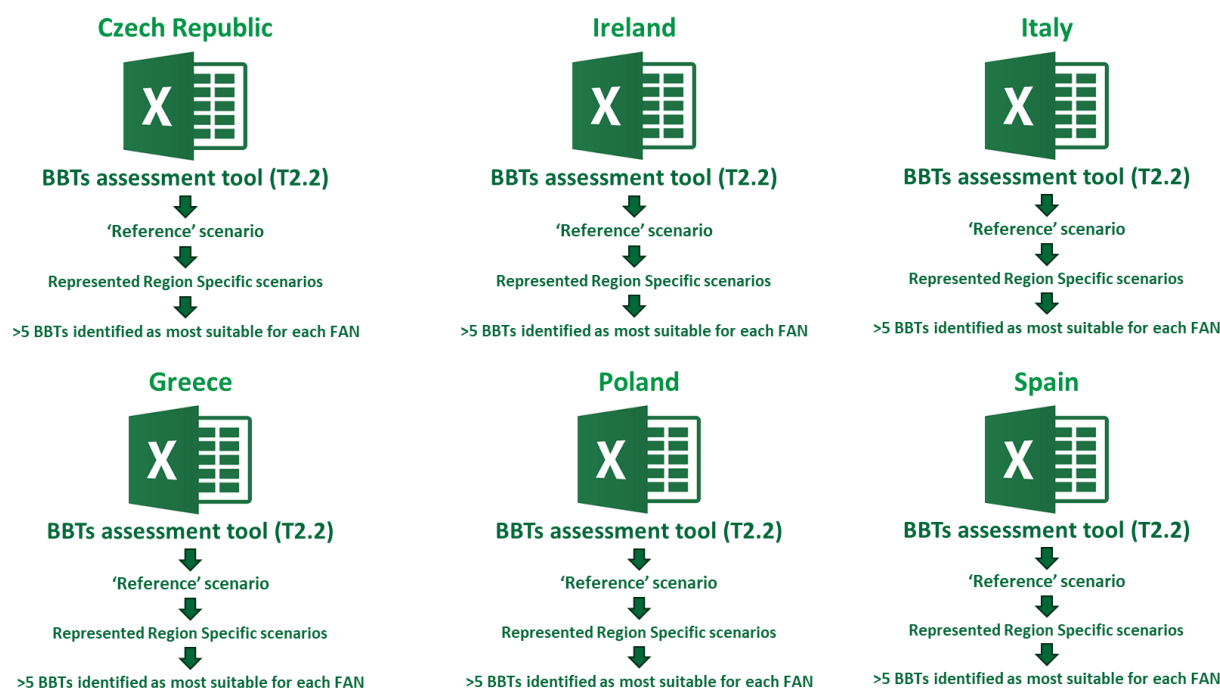 Czech Republic
X
BBTs assessment tool (T2.2)
‘Reference’ scenario
Represented Region Specific scenarios
>5 BBTs identified as most suitable for each FAN
Ireland
X
BBTs assessment tool (T2.2)
‘Reference’ scenario
Represented Region Specific scenarios
>5 BBTs identified as most suitable for each FAN
Italy
X
BBTs assessment tool (T2.2)
‘Reference’ scenario
Represented Region Specific scenarios
>5 BBTs identified as most suitable for each FAN
Greece
X
BBTs assessment tool (T2.2)
‘Reference’ scenario
Represented Region Specific scenarios
>5 BBTs identified as most suitable for each FAN
Poland
X
BBTs assessment tool (T2.2)
‘Reference’ scenario
Represented Region Specific scenarios
>5 BBTs identified as most suitable for each FAN
Spain
X
BBTs assessment tool (T2.2)
‘Reference’ scenario
Represented Region Specific scenarios
>5 BBTs identified as most suitable for each FAN